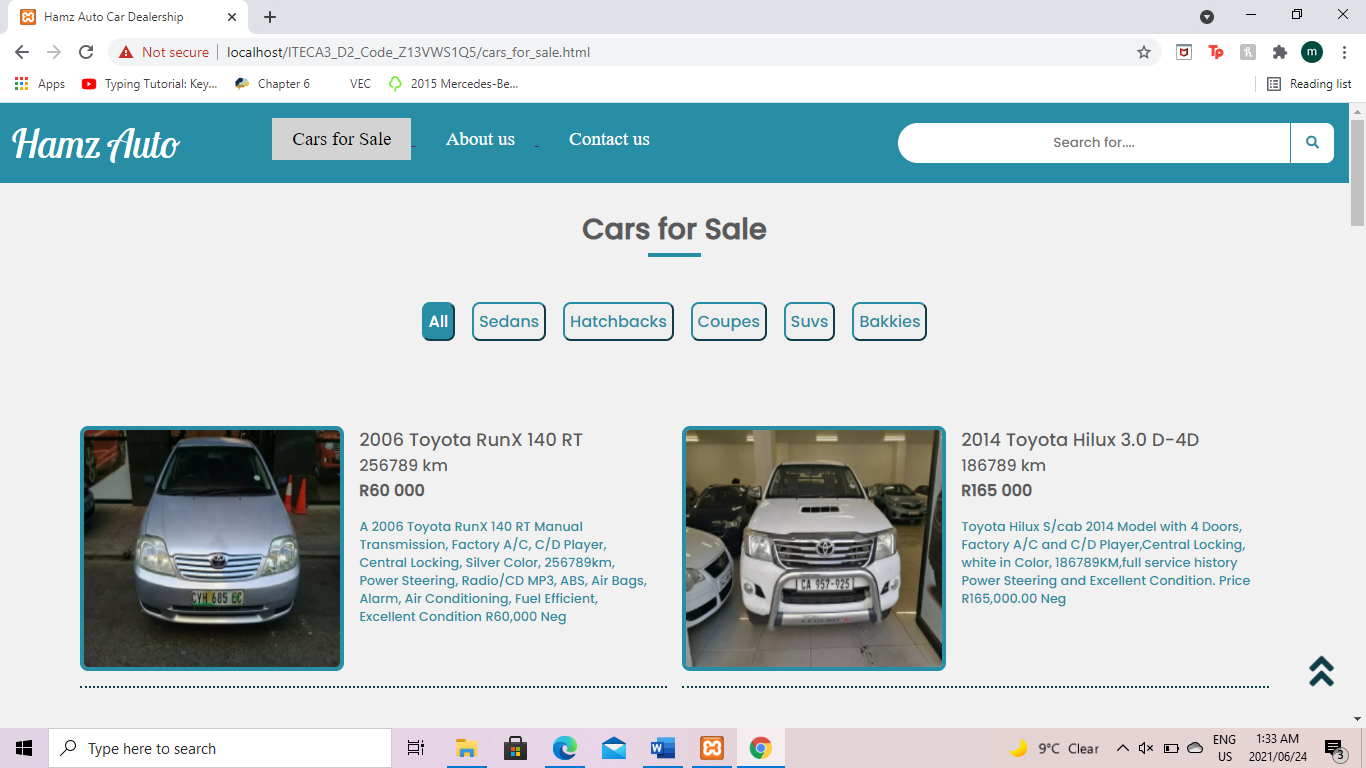 Hamz Auto Car Dealership
Not secure
localhost/ITECA3_D2_Code_Z13VWS1Q5/cars_for_sale.html
m
Apps
Typing Tutorial: Key...
Chapter 6
VEC
2015 Mercedes-Be...
Reading list
Hamz Auto
Cars for Sale
About us
Contact us
Search for....
Cars for Sale
All
Sedans
Hatchbacks
Coupes
Suvs
Bakkies
2006 Toyota RunX 140 RT
256789 km
R60 000
A 2006 Toyota RunX 140 RT Manual
Transmission, Factory A/C, C/D Player,
Central Locking, Silver Color, 256789km,
Power Steering, Radio/CD MP3, ABS, Air Bags,
Alarm, Air Conditioning, Fuel Efficient,
Excellent Condition R60,000 Neg
CYH 685 EC
2014 Toyota Hilux 3.0 D-4D
186789 km
R165 000
Toyota Hilux S/cab 2014 Model with 4 Doors,
Factory A/C and C/D Player,Central Locking,
white in Color, 186789KM,full service history
Power Steering and Excellent Condition. Price
R165,000.00 Neg
CA 957-925
Type here to search
9°C Clear
ENG
US
1:33 AM
2021/06/24
3